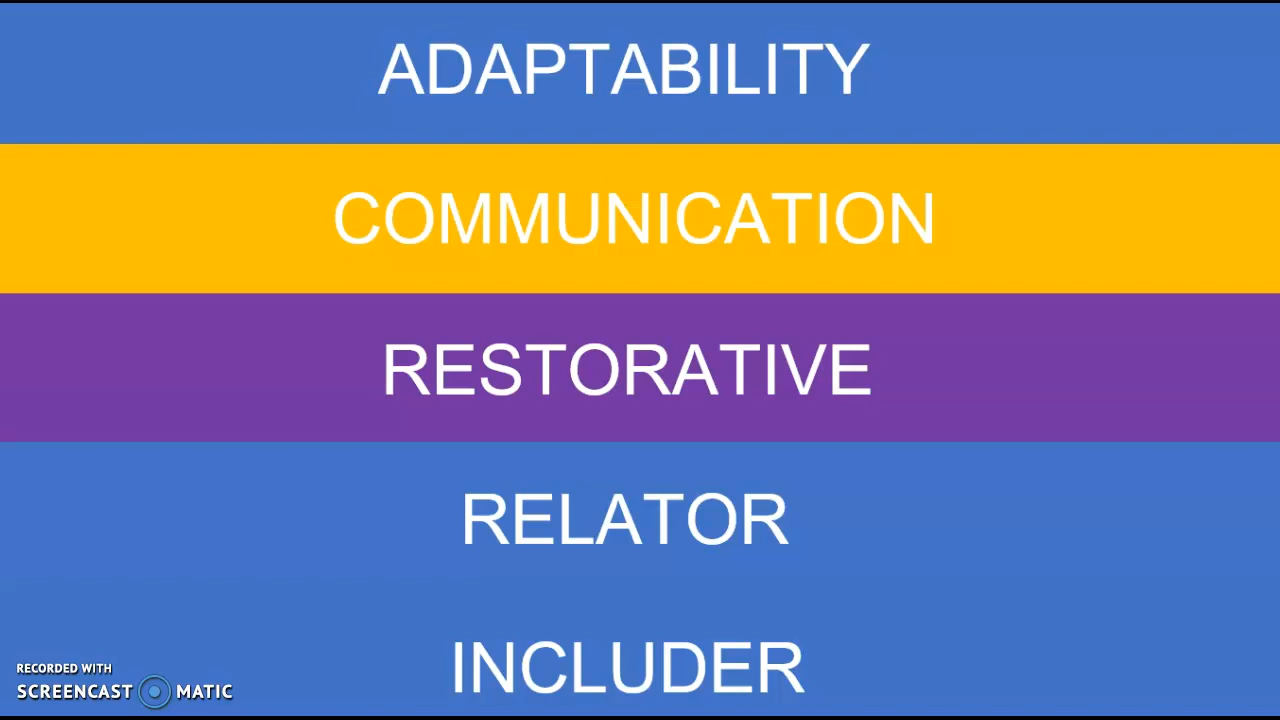 ADAPTABILITY
COMMUNICATION
RESTORATIVE
RELATOR
INCLUDER
RECORDED WITH
SCREENCAST MATIC